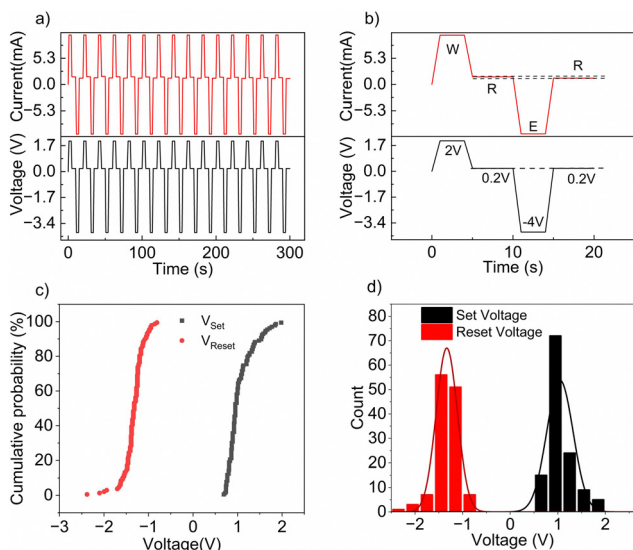 a)
Current(mA)
5.3
0.0
−5.3
Voltage (V)
1.7
0.0
−1.7
−3.4
0 100 200 300
Time (s)
b)
Current(mA)
5.3
0.0
−5.3
W
R
R
E
Voltage (V)
1.7
0.0
−1.7
−3.4
2V
0.2V
-4V
0.2V
0 10 20
Time (s)
c)
Cumulative probability (%)
100
80
60
40
20
0
V_Set
V_Reset
−3 −2 −1 0 1 2 3
Voltage(V)
d)
Count
80
70
60
50
40
30
20
10
0
Set Voltage
Reset Voltage
−2 −1 0 1 2
Voltage (V)